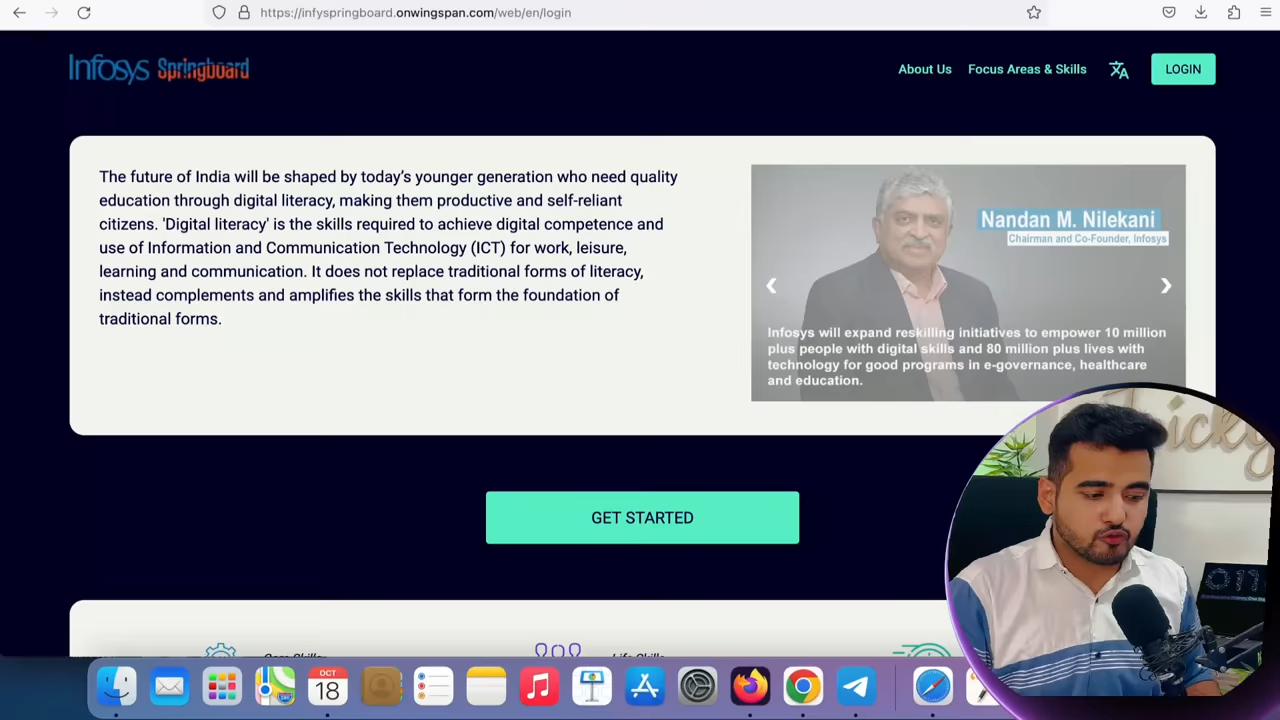 https://infyspringboard.onwingspan.com/web/en/login
Infosys Springboard
About Us
Focus Areas & Skills
LOGIN
The future of India will be shaped by today’s younger generation who need quality
education through digital literacy, making them productive and self-reliant
citizens. 'Digital literacy' is the skills required to achieve digital competence and
use of Information and Communication Technology (ICT) for work, leisure,
learning and communication. It does not replace traditional forms of literacy,
instead complements and amplifies the skills that form the foundation of
traditional forms.
Nandan M. Nilekani
Chairman and Co-Founder, Infosys
Infosys will expand reskilling initiatives to empower 10 million
plus people with digital skills and 80 million plus lives with
technology for good programs in e-governance, healthcare
and education.
GET STARTED
Core Skills
Life Skills
OCT
18